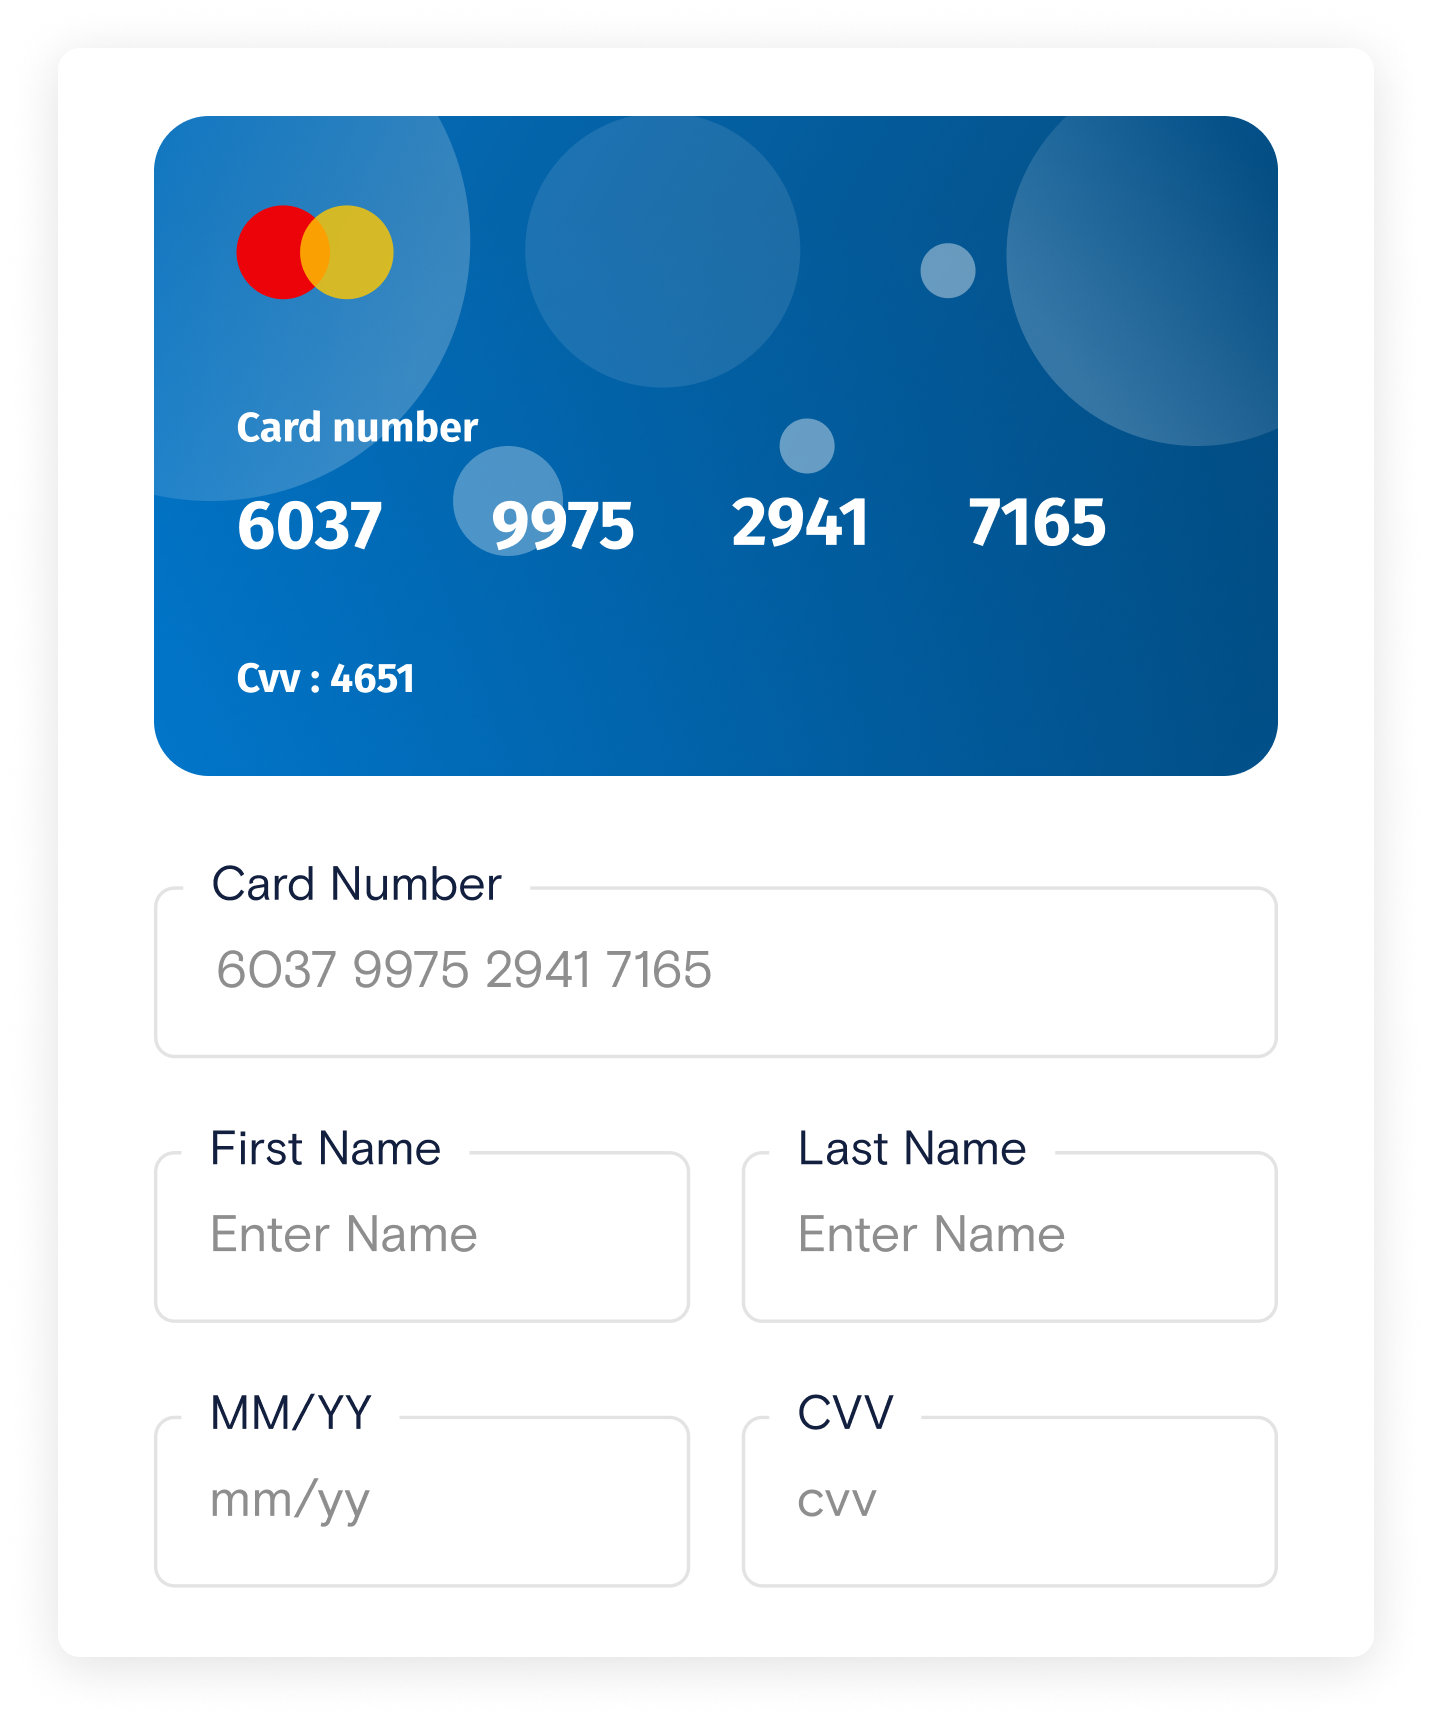 Card number
6037 9975 2941 7165
Cvv : 4651
Card Number
6037 9975 2941 7165
First Name Last Name
Enter Name Enter Name
MM/YY CVV
mm/yy cvv